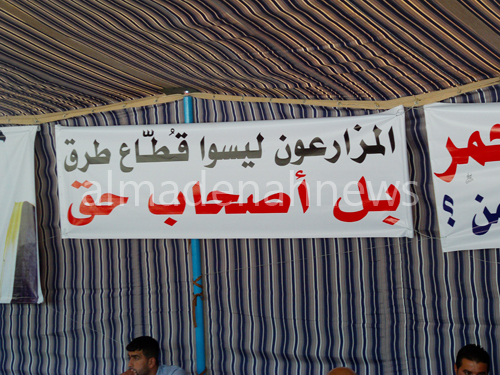 المزارعون ليسوا قُطّاع طرق
بل أصحاب حق
almadenahnews